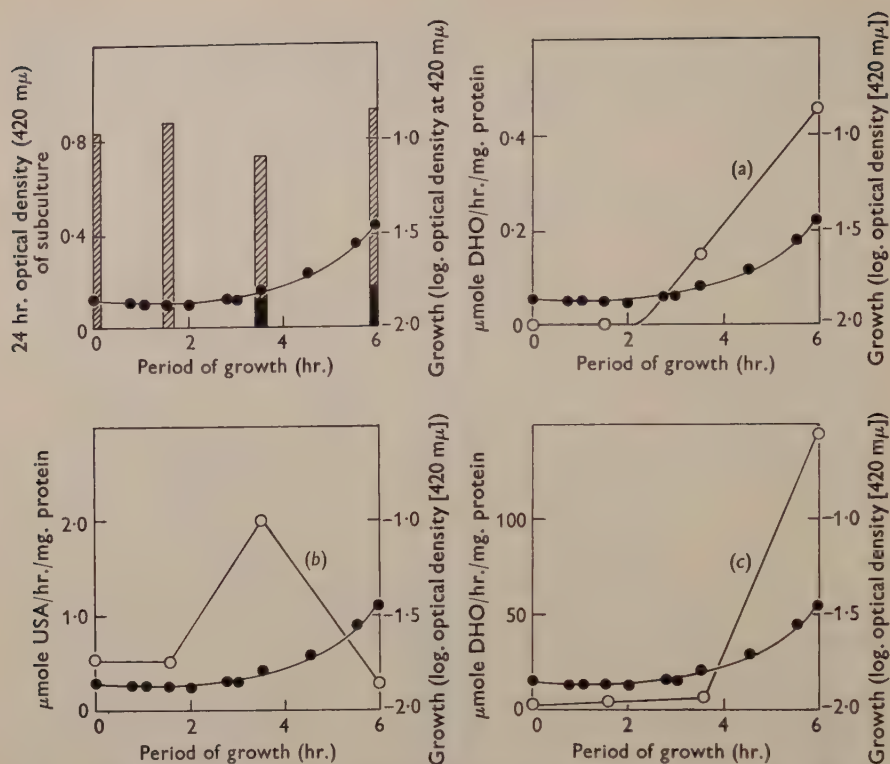 24 hr. optical density (420 mμ)
of subculture
0·8
0·4
0
-1·0
-1·5
-2·0
Growth (log. optical density at 420 mμ)
0 2 4 6
Period of growth (hr.)
μmole DHO/hr./mg. protein
0·4
0·2
0
(a)
-1·0
-1·5
-2·0
Growth (log. optical density [420 mμ])
0 2 4 6
Period of growth (hr.)
μmole USA/hr./mg. protein
2·0
1·0
0
(b)
-1·0
-1·5
-2·0
Growth (log. optical density [420 mμ])
0 2 4 6
Period of growth (hr.)
μmole DHO/hr./mg. protein
100
50
0
(c)
-1·0
-1·5
-2·0
Growth (log. optical density [420 mμ])
0 2 4 6
Period of growth (hr.)